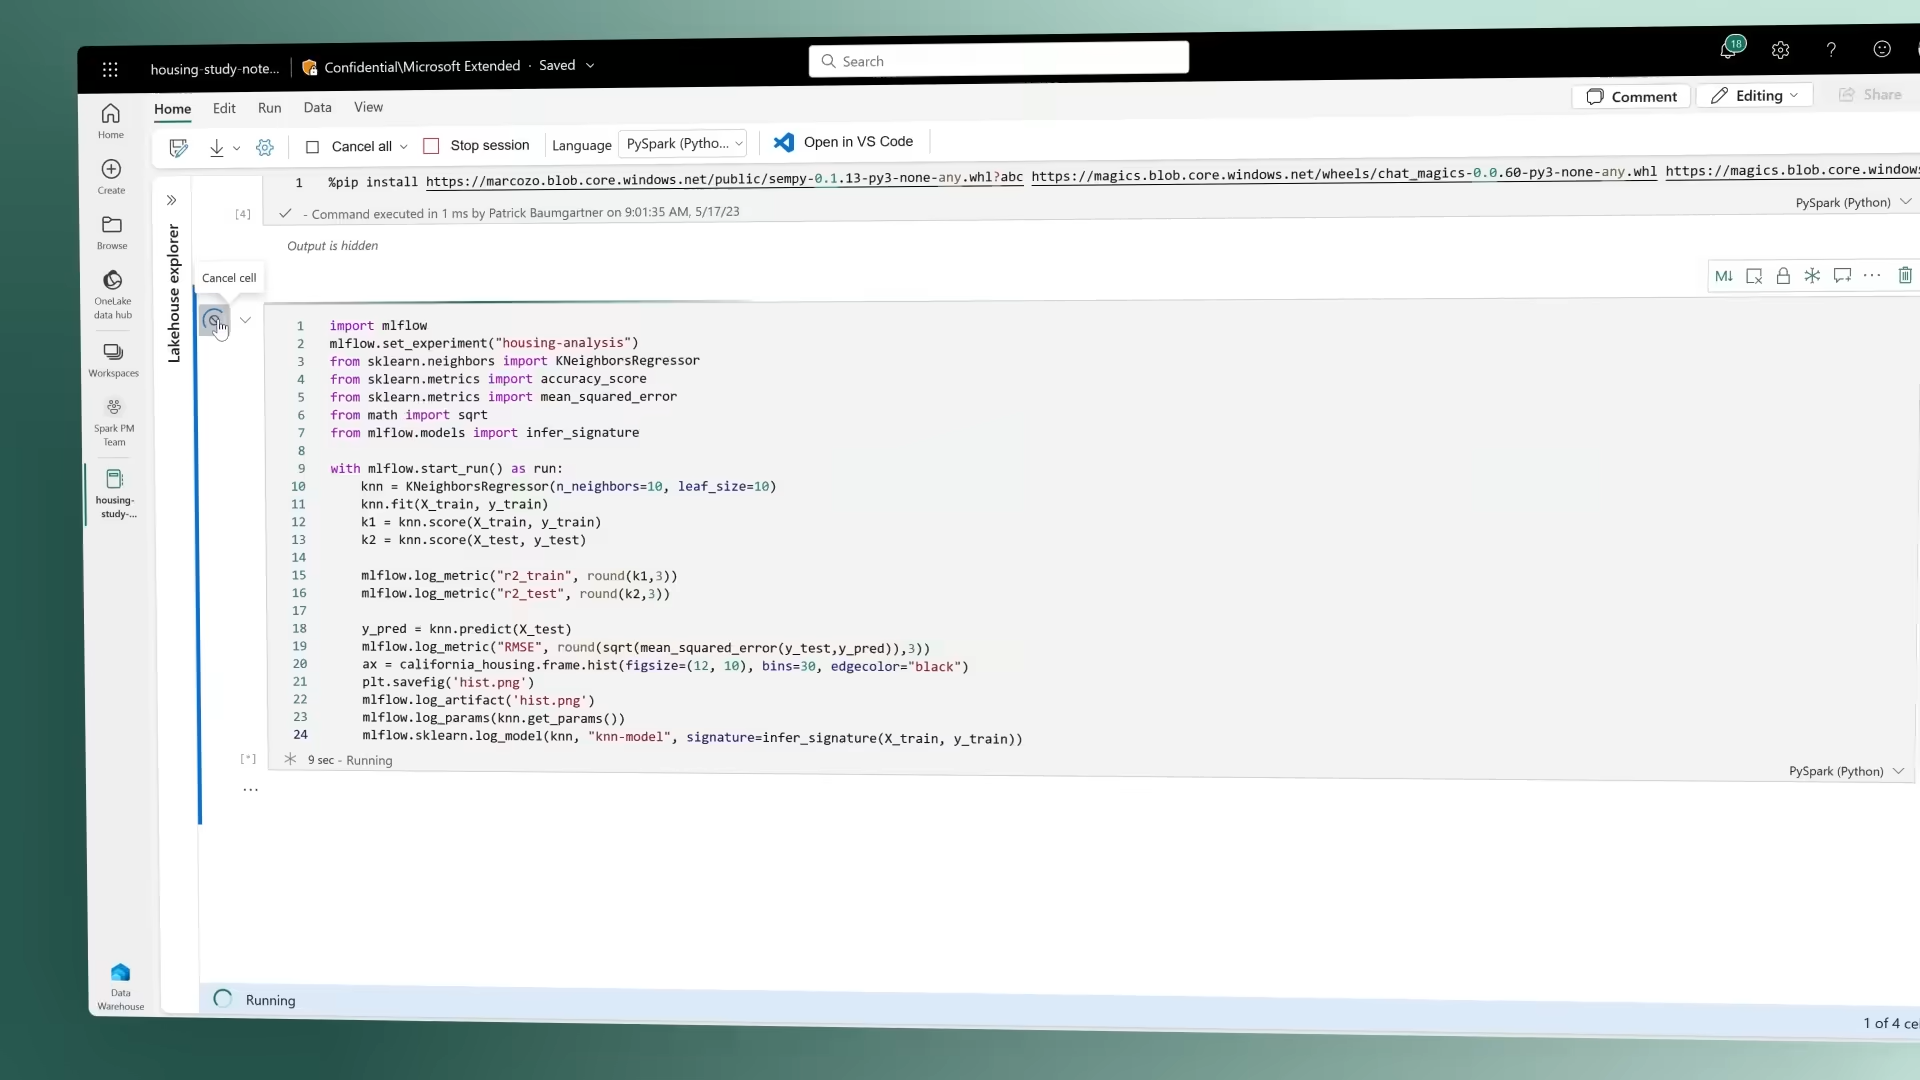 housing-study-note...
Confidential\Microsoft Extended · Saved
Search
18
?
Home Edit Run Data View
Comment
Editing
Share
Cancel all
Stop session
Language
PySpark (Pytho...
Open in VS Code
Home
Create
Browse
OneLake
data hub
Workspaces
Spark PM
Team
housing-
study-...
Data
Warehouse
Lakehouse explorer
1 %pip install https://marcozo.blob.core.windows.net/public/sempy-0.1.13-py3-none-any.whl?abc https://magics.blob.core.windows.net/wheels/chat_magics-0.0.60-py3-none-any.whl https://magics.blob.core.windows
[4] - Command executed in 1 ms by Patrick Baumgartner on 9:01:35 AM, 5/17/23
PySpark (Python)
Output is hidden
Cancel cell
M↓
...
1 import mlflow
2 mlflow.set_experiment("housing-analysis")
3 from sklearn.neighbors import KNeighborsRegressor
4 from sklearn.metrics import accuracy_score
5 from sklearn.metrics import mean_squared_error
6 from math import sqrt
7 from mlflow.models import infer_signature
8
9 with mlflow.start_run() as run:
10 knn = KNeighborsRegressor(n_neighbors=10, leaf_size=10)
11 knn.fit(X_train, y_train)
12 k1 = knn.score(X_train, y_train)
13 k2 = knn.score(X_test, y_test)
14
15 mlflow.log_metric("r2_train", round(k1,3))
16 mlflow.log_metric("r2_test", round(k2,3))
17
18 y_pred = knn.predict(X_test)
19 mlflow.log_metric("RMSE", round(sqrt(mean_squared_error(y_test,y_pred)),3))
20 ax = california_housing.frame.hist(figsize=(12, 10), bins=30, edgecolor="black")
21 plt.savefig('hist.png')
22 mlflow.log_artifact('hist.png')
23 mlflow.log_params(knn.get_params())
24 mlflow.sklearn.log_model(knn, "knn-model", signature=infer_signature(X_train, y_train))
[*] 9 sec - Running
PySpark (Python)
...
Running
1 of 4 ce